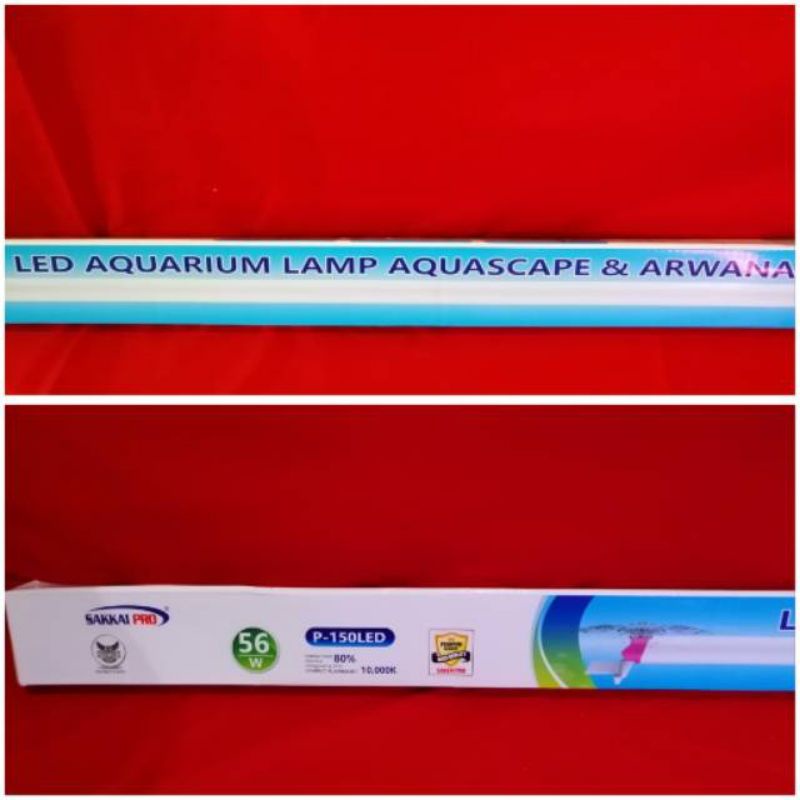 LED AQUARIUM LAMP AQUASCAPE & ARWANA
SAKKAI PRO
56
W
P-150LED
80%
10,000K
L